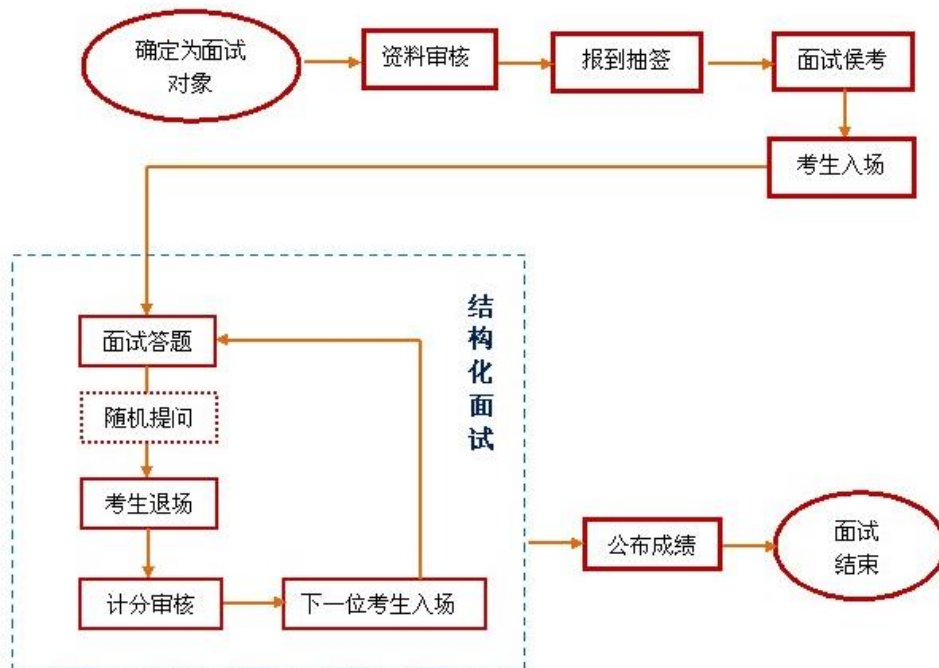 确定为面试
对象
资料审核
报到抽签
面试侯考
考生入场
结构化面试
面试答题
随机提问
考生退场
计分审核
下一位考生入场
公布成绩
面试
结束